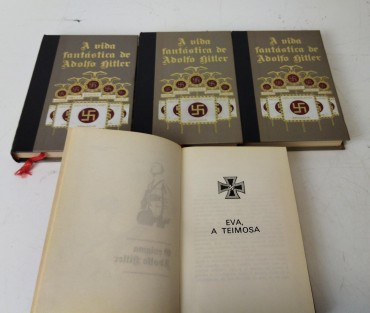 A vida
fantástica de
Adolfo Hitler
A vida
fantástica de
Adolfo Hitler
A vida
fantástica de
Adolfo Hitler
EVA,
A TEIMOSA